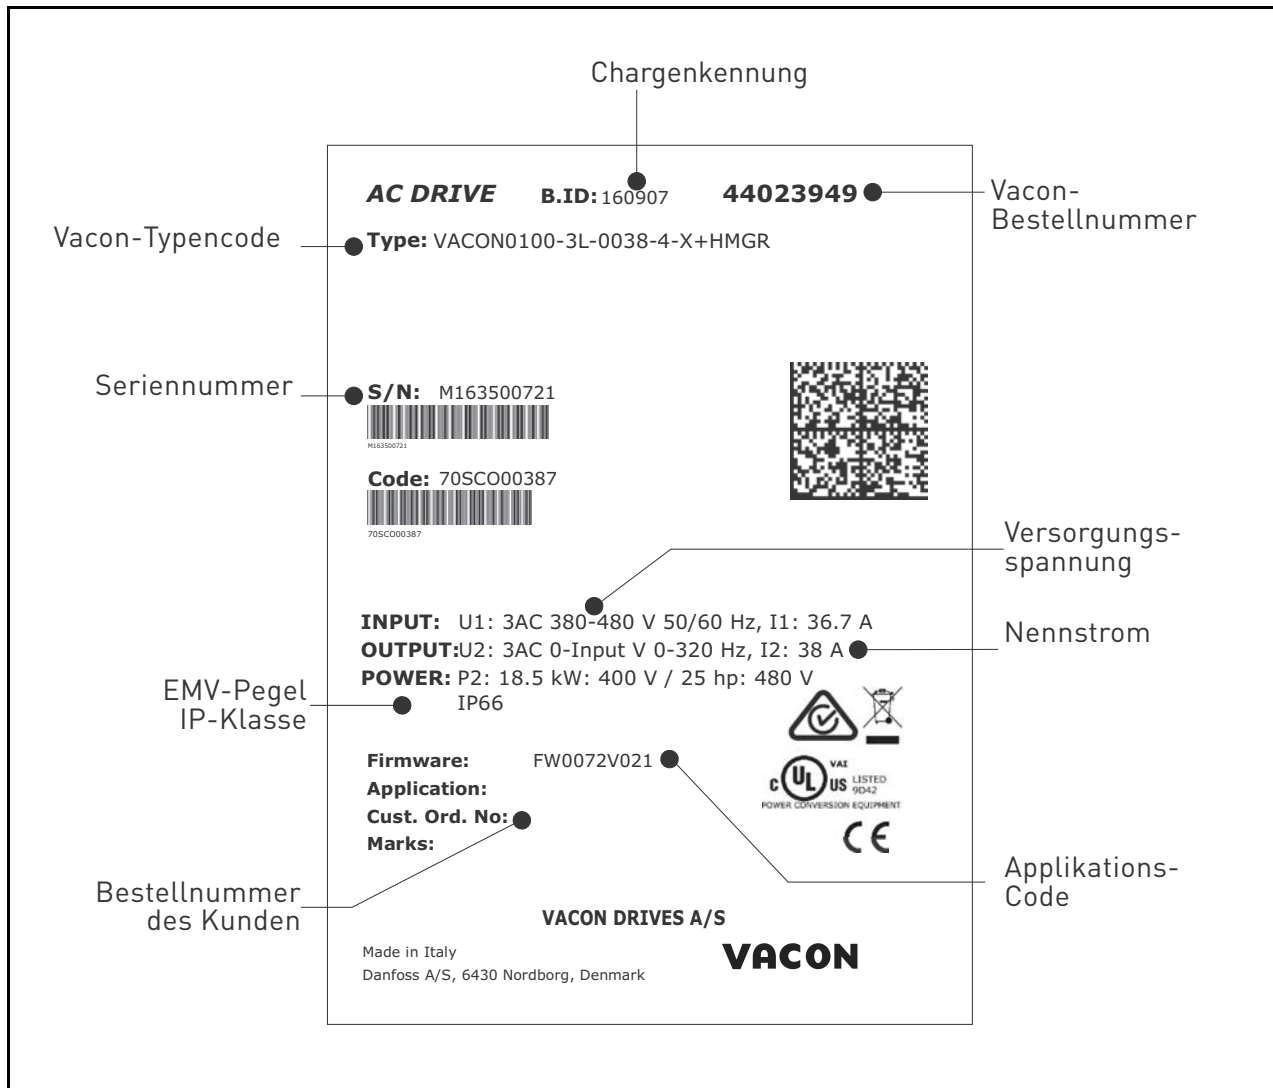 Chargenkennung
AC DRIVE B.ID: 160907 44023949
Vacon-
Bestellnummer
Vacon-Typencode
Type: VACON0100-3L-0038-4-X+HMGR
Seriennummer
S/N: M163500721
M163500721
Code: 70SCO00387
70SCO00387
Versorgungs-
spannung
INPUT: U1: 3AC 380-480 V 50/60 Hz, I1: 36.7 A
OUTPUT: U2: 3AC 0-Input V 0-320 Hz, I2: 38 A
Nennstrom
POWER: P2: 18.5 kW: 400 V / 25 hp: 480 V
IP66
EMV-Pegel
IP-Klasse
Firmware: FW0072V021
Application:
Cust. Ord. No:
Marks:
VAI
C UL US LISTED
9D42
POWER CONVERSION EQUIPMENT
CE
Applikations-
Code
Bestellnummer
des Kunden
VACON DRIVES A/S
Made in Italy
Danfoss A/S, 6430 Nordborg, Denmark
VACON